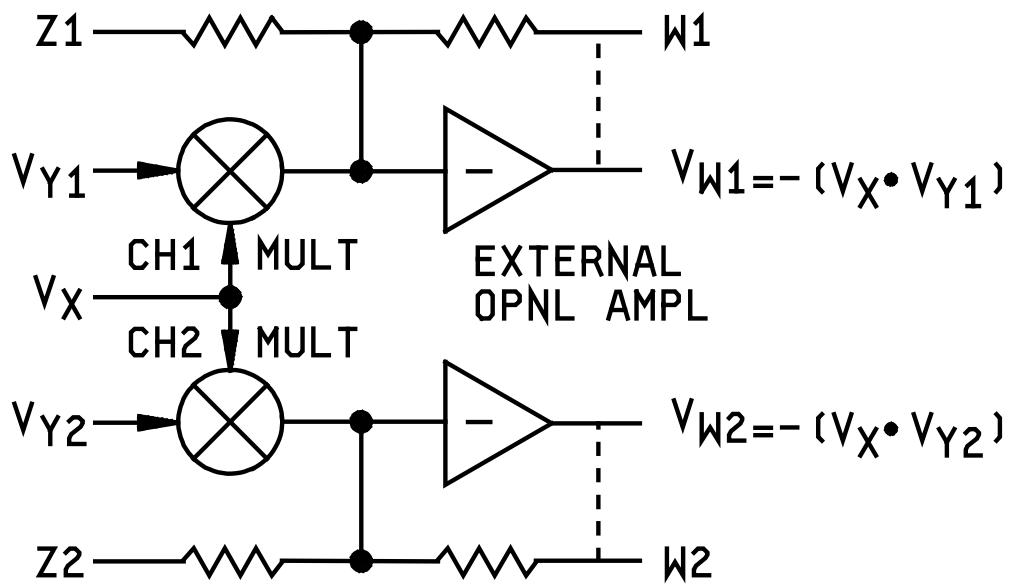 Z1 W1
VY1 VW1=-(VX•VY1)
CH1 MULT
EXTERNAL
OPNL AMPL
VX
CH2 MULT
VY2 VW2=-(VX•VY2)
Z2 W2